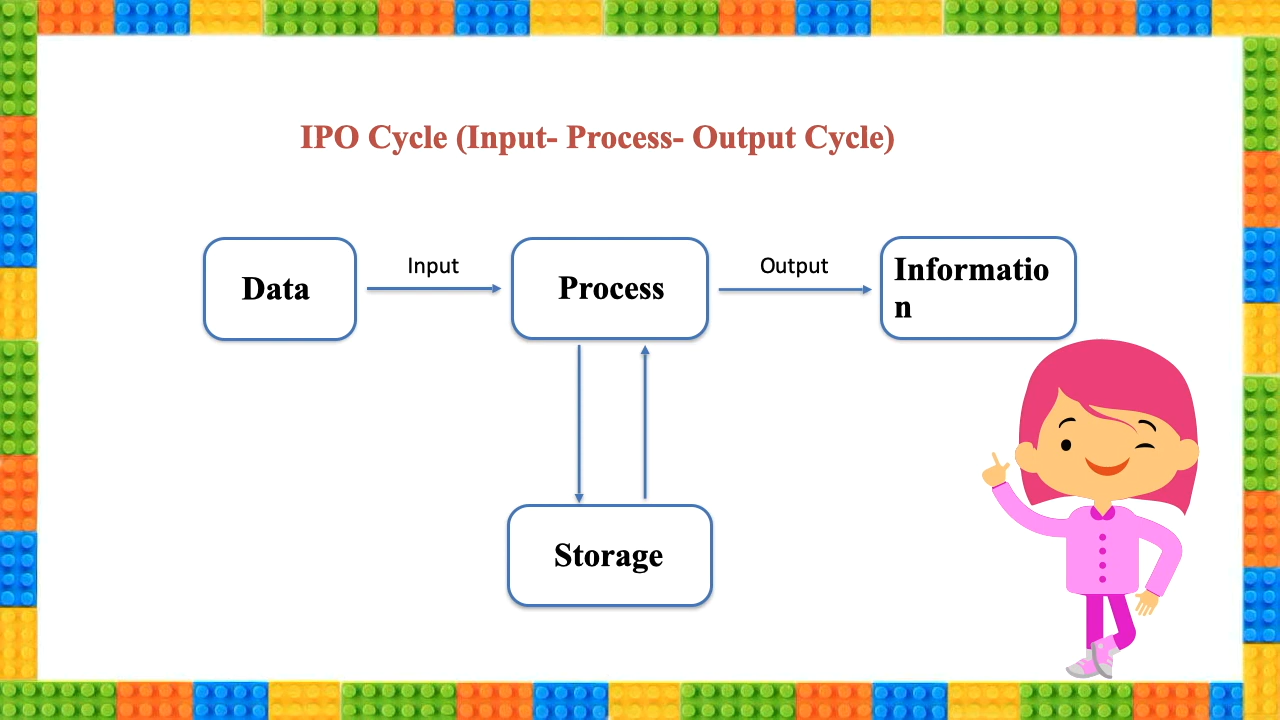 IPO Cycle (Input- Process- Output Cycle)
Data
Input
Process
Output
Informatio
n
Storage